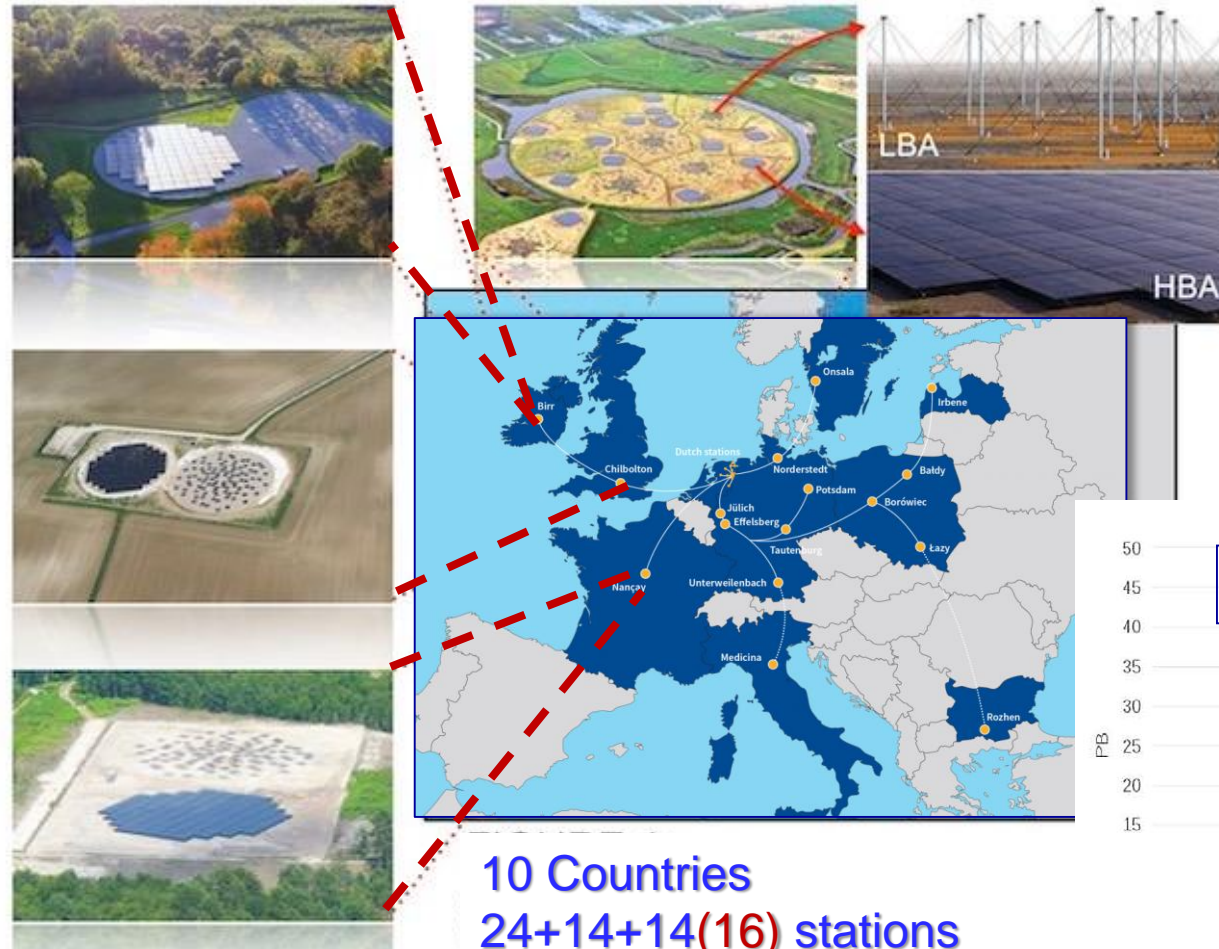 LBA
HBA
Onsala
Irbene
Birr
Dutch stations
Norderstedt
Chilbolton
Bałdy
Potsdam
Borówiec
Jülich
Effelsberg
Łazy
Tautenburg
Nançay
Unterweilenbach
Medicina
Rozhen
50
45
40
35
30
PB
25
20
15
10 Countries
24+14+14(16) stations